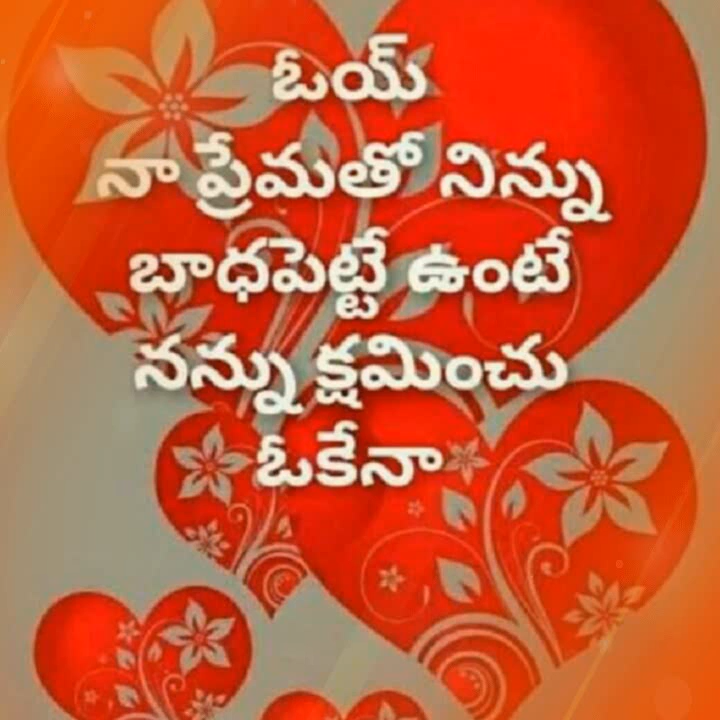 ఓయ్
నా ప్రేమతో నిన్ను
బాధపెట్టే ఉంటే
నన్ను క్షమించు
ఓకేనా